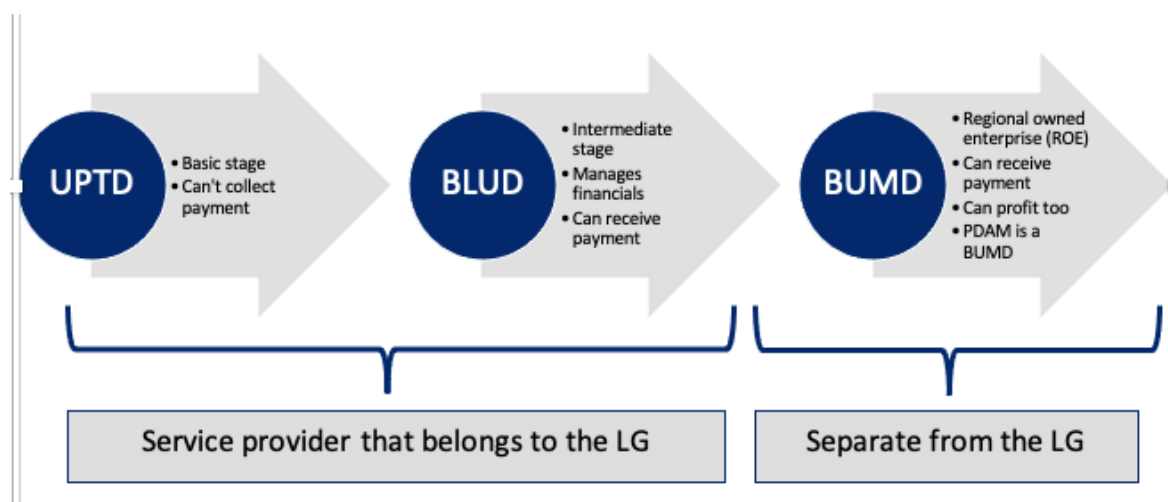 UPTD
• Basic stage
• Can't collect
payment
BLUD
• Intermediate
stage
• Manages
financials
• Can receive
payment
BUMD
• Regional owned
enterprise (ROE)
• Can receive
payment
• Can profit too
• PDAM is a
BUMD
Service provider that belongs to the LG
Separate from the LG